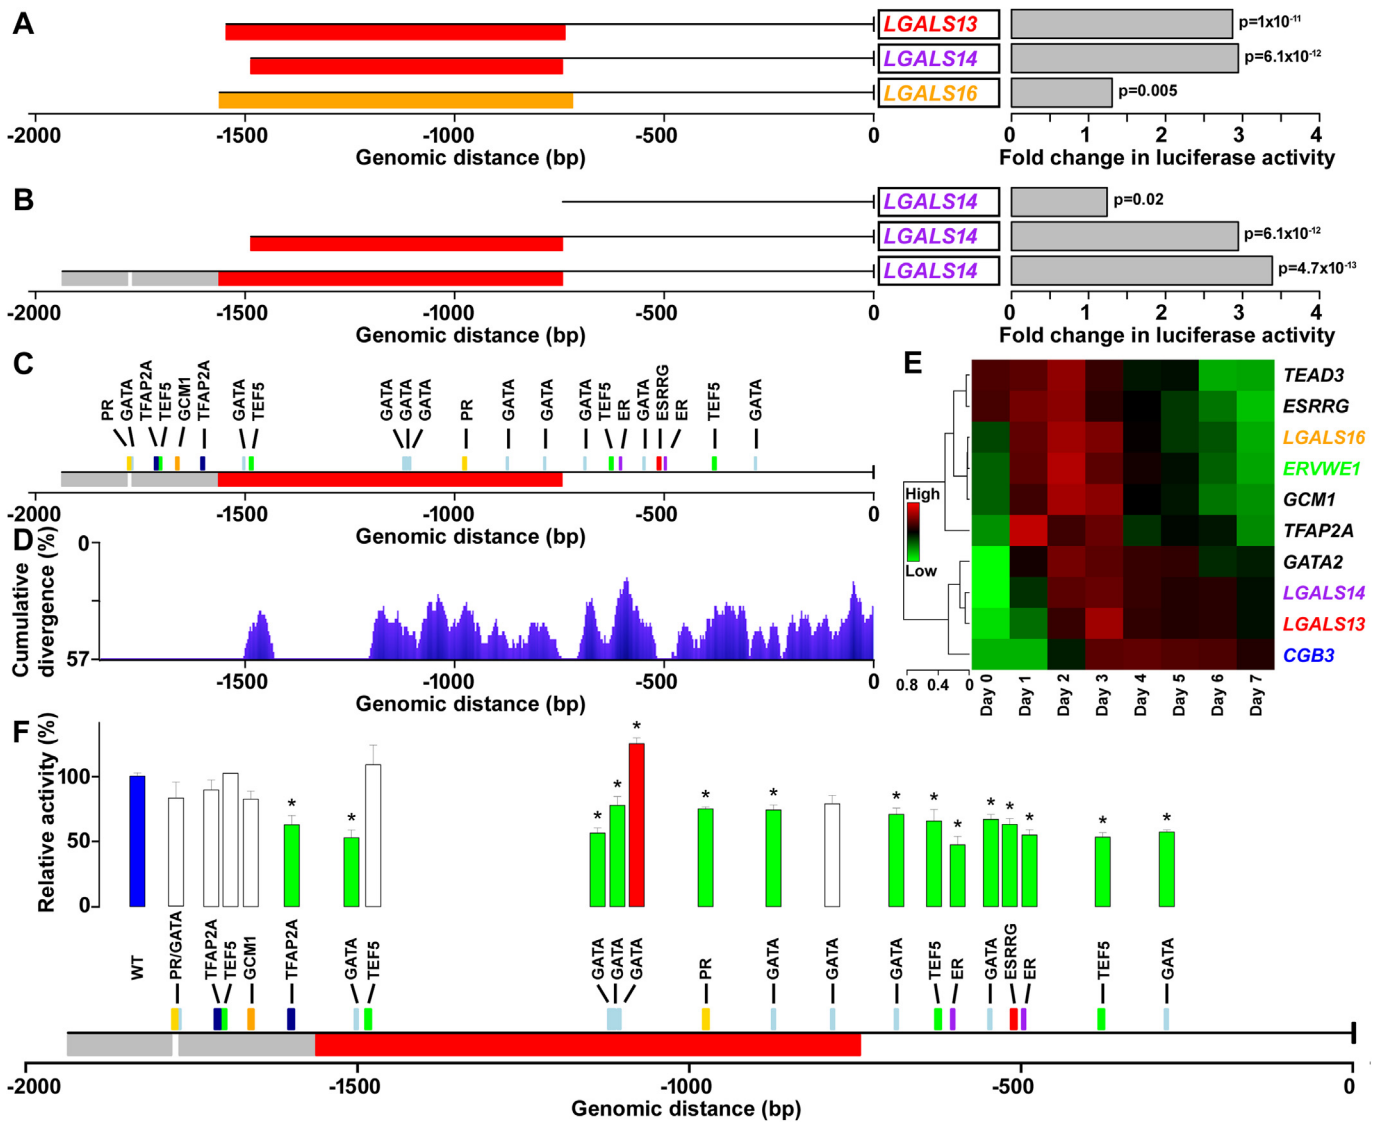 A
LGALS13
p=1x10-11
LGALS14
p=6.1x10-12
LGALS16
p=0.005
-2000 -1500 -1000 -500 0
0 1 2 3 4
Genomic distance (bp)
Fold change in luciferase activity
B
LGALS14
p=0.02
LGALS14
p=6.1x10-12
LGALS14
p=4.7x10-13
-2000 -1500 -1000 -500 0
0 1 2 3 4
Genomic distance (bp)
Fold change in luciferase activity
C
PR GATA TFAP2A TEF5 GCM1 TFAP2A GATA TEF5 GATA GATA GATA PR GATA GATA GATA TEF5 ER GATA ESRRG ER TEF5 GATA
-2000 -1500 -1000 -500 0
Genomic distance (bp)
D
Cumulative
divergence (%)
0
57
-1500 -1000 -500 0
Genomic distance (bp)
E
High
Low
TEAD3
ESRRG
LGALS16
ERVWE1
GCM1
TFAP2A
GATA2
LGALS14
LGALS13
CGB3
0.8 0.4 0
Day 0 Day 1 Day 2 Day 3 Day 4 Day 5 Day 6 Day 7
F
Relative activity (%)
100
50
0
* * * * * * * * * * * * * * *
WT PR/GATA TFAP2A TEF5 GCM1 TFAP2A GATA TEF5 GATA GATA GATA PR GATA GATA GATA TEF5 ER GATA ESRRG ER TEF5 GATA
-2000 -1500 -1000 -500 0
Genomic distance (bp)